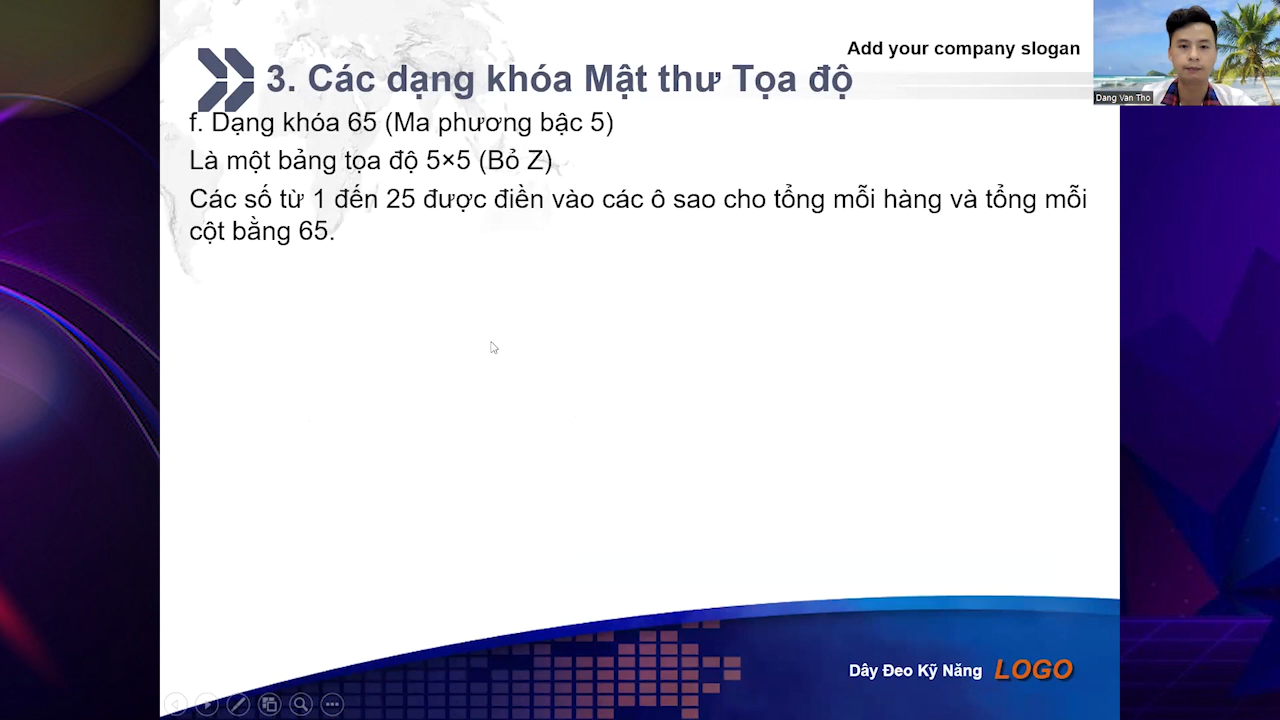 Add your company slogan
3. Các dạng khóa Mật thư Tọa độ
f. Dạng khóa 65 (Ma phương bậc 5)
Là một bảng tọa độ 5×5 (Bỏ Z)
Các số từ 1 đến 25 được điền vào các ô sao cho tổng mỗi hàng và tổng mỗi
cột bằng 65.
Dang Van Tho
Dây Đeo Kỹ Năng LOGO